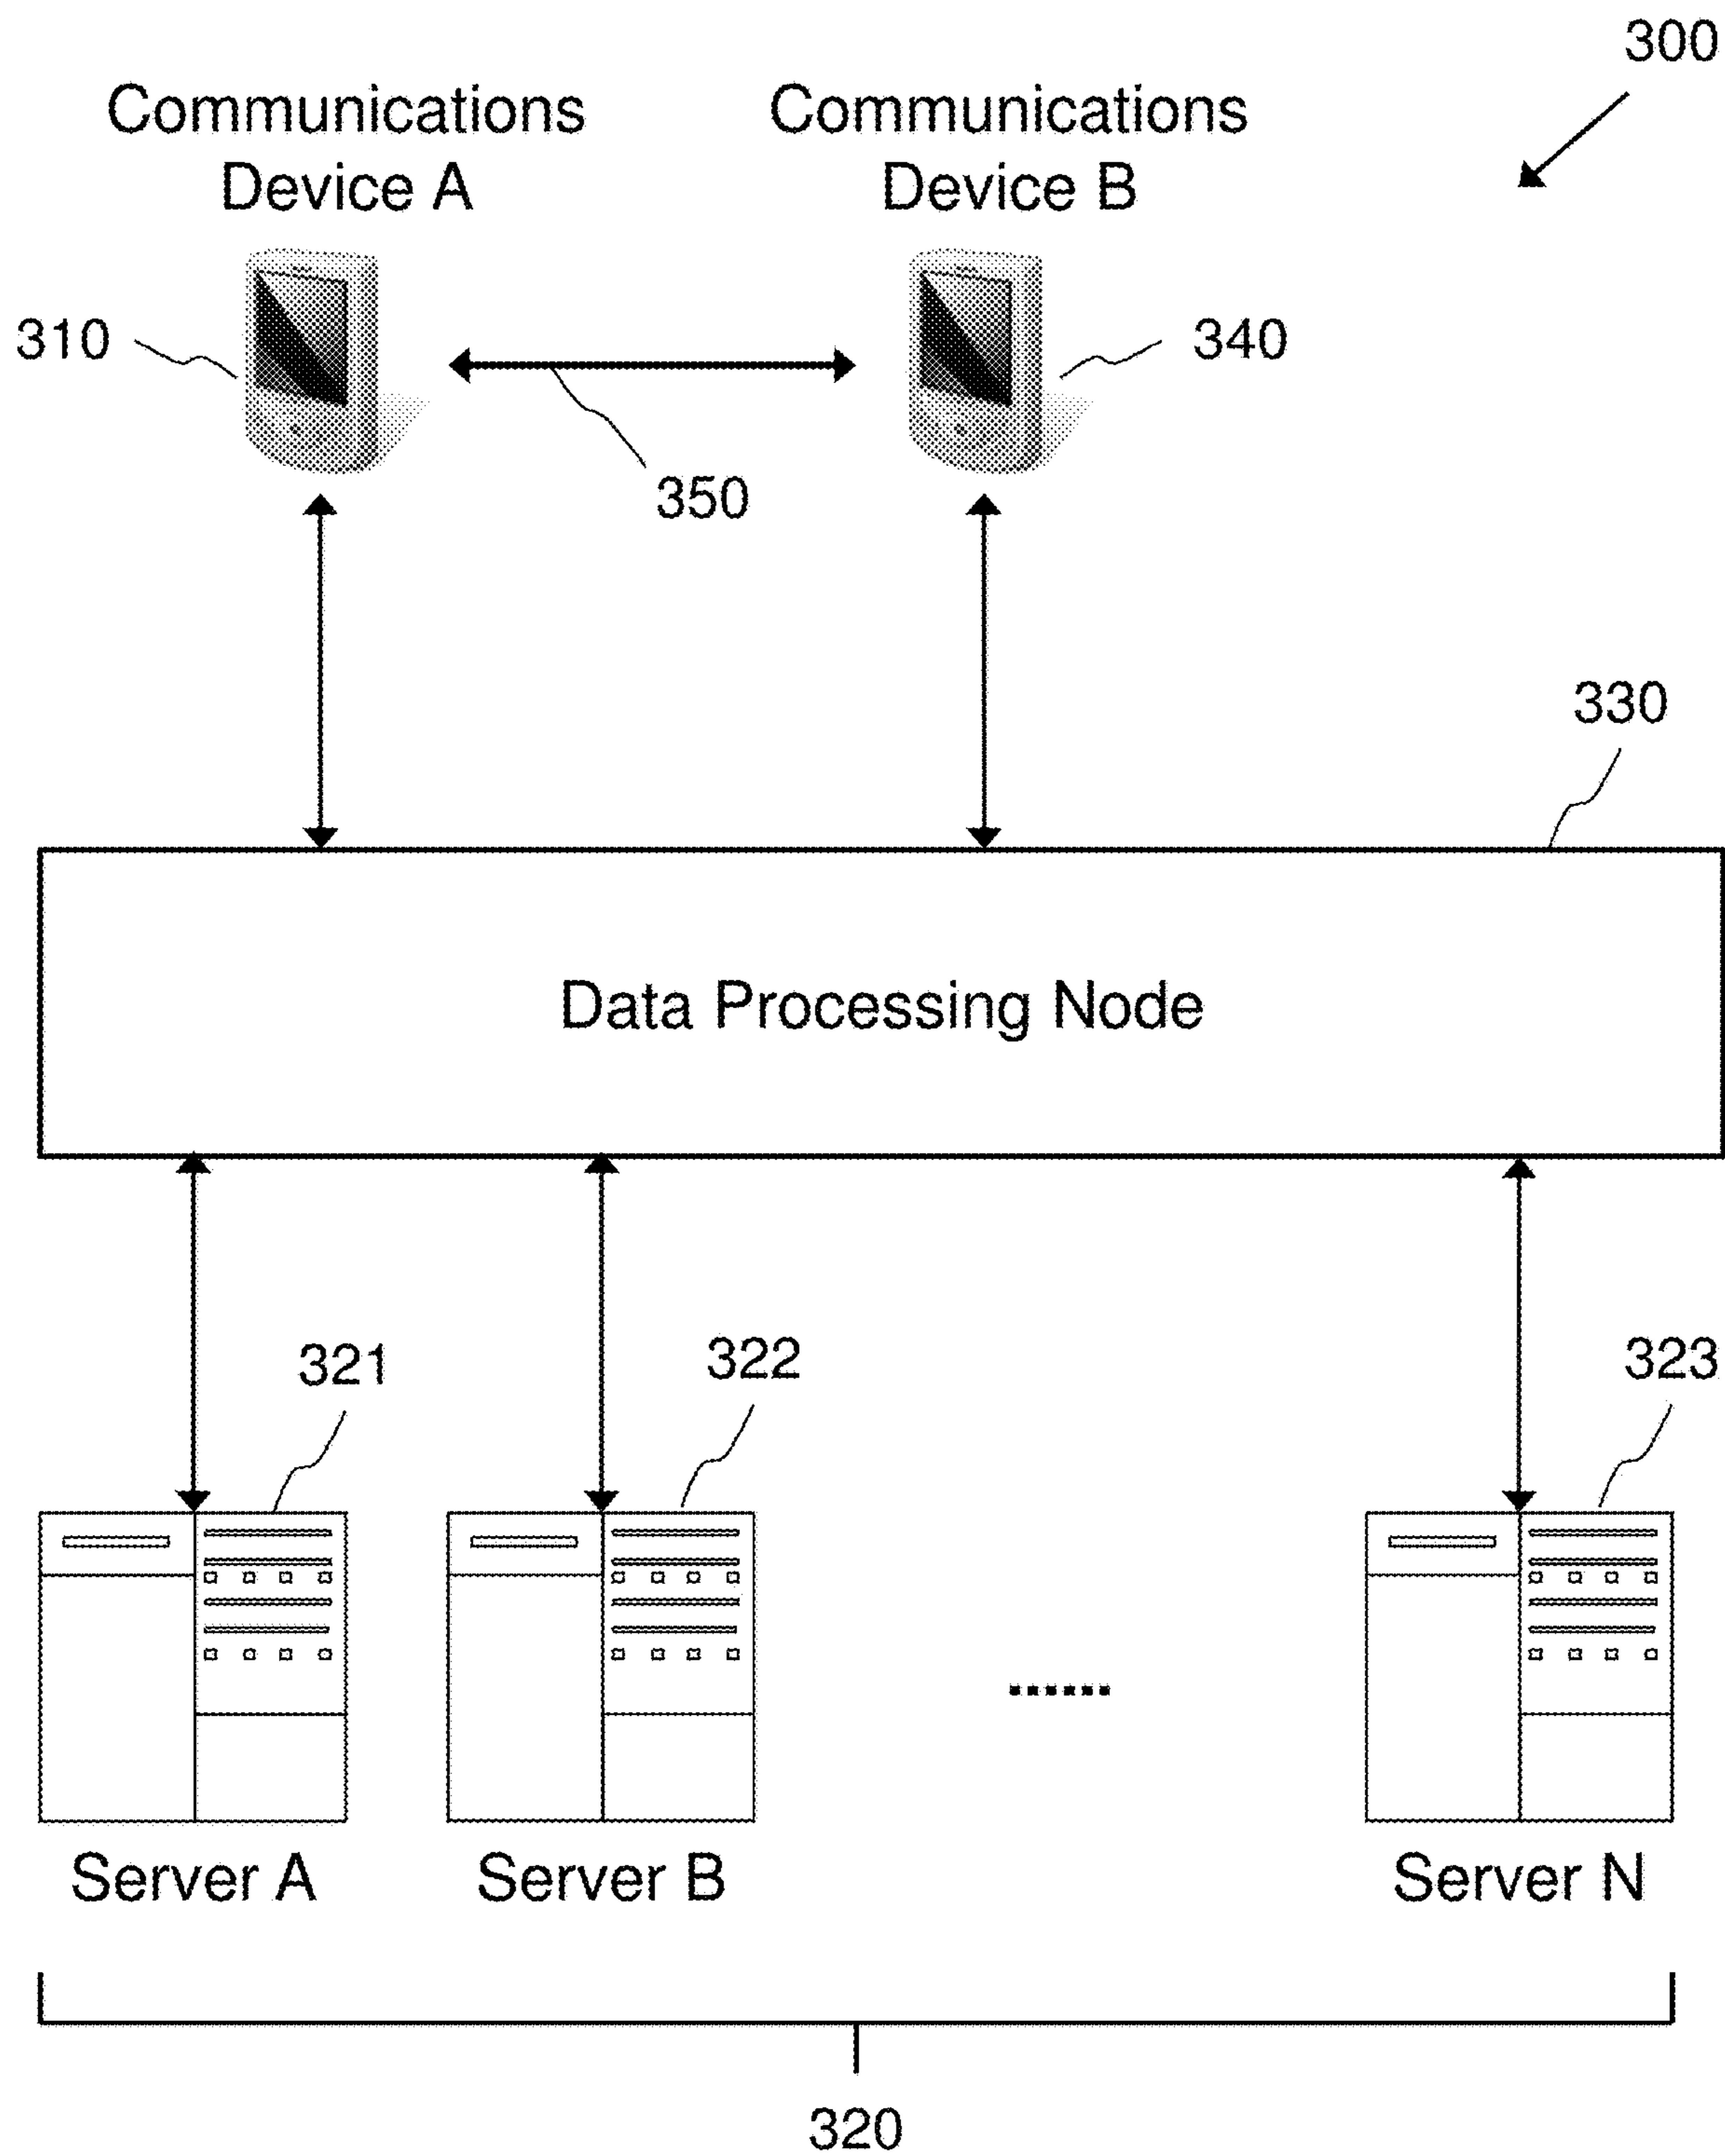 300
Communications
Device A
Communications
Device B
310
340
350
330
Data Processing Node
321
322
323
......
Server A
Server B
Server N
320